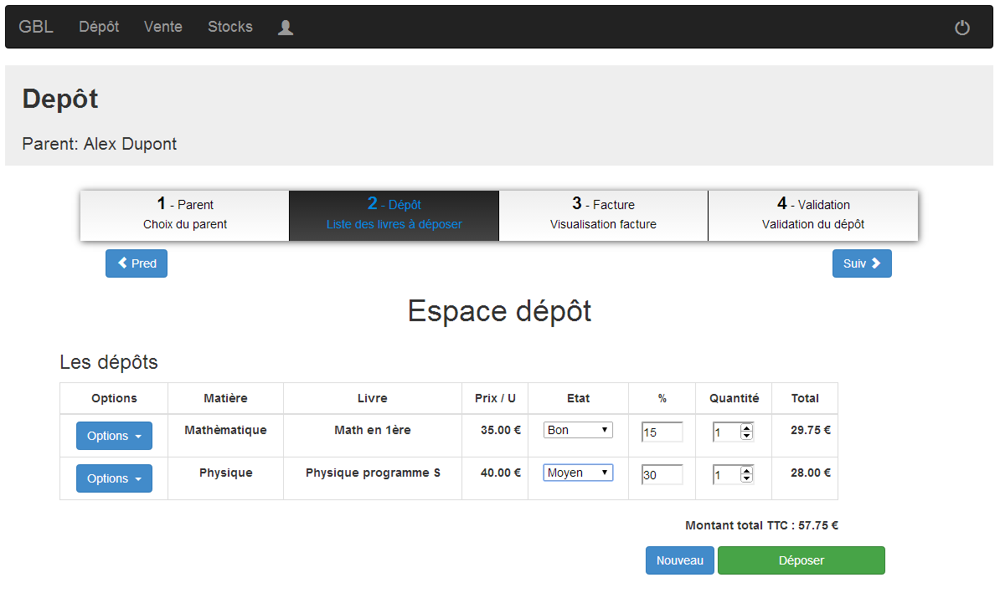 GBL Dépôt Vente Stocks
Depôt
Parent: Alex Dupont
1 - Parent 2 - Dépôt 3 - Facture 4 - Validation
Choix du parent Liste des livres à déposer Visualisation facture Validation du dépôt
Pred Suiv
Espace dépôt
Les dépôts
Options Matière Livre Prix / U Etat % Quantité Total
Options Mathèmatique Math en 1ère 35.00 € Bon 15 1 29.75 €
Options Physique Physique programme S 40.00 € Moyen 30 1 28.00 €
Montant total TTC : 57.75 €
Nouveau Déposer